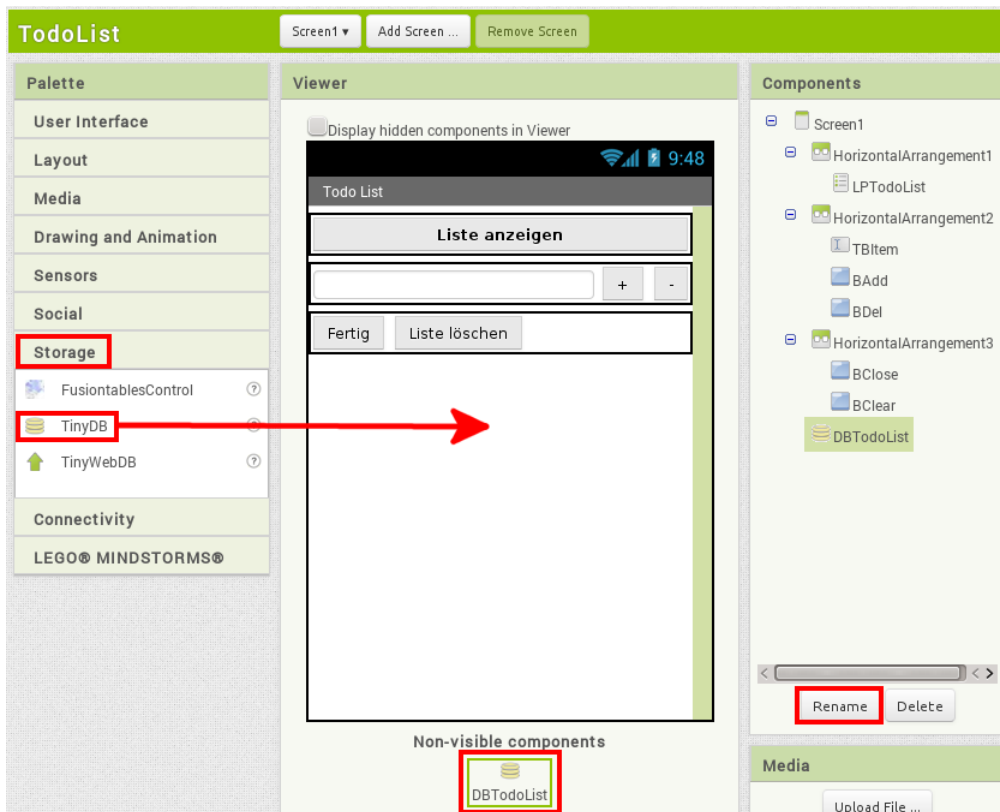 TodoList
Screen1 ▾
Add Screen ...
Remove Screen
Palette
User Interface
Layout
Media
Drawing and Animation
Sensors
Social
Storage
FusiontablesControl ?
TinyDB ?
TinyWebDB ?
Connectivity
LEGO® MINDSTORMS®
Viewer
Display hidden components in Viewer
9:48
Todo List
Liste anzeigen
+ -
Fertig Liste löschen
Non-visible components
DBTodoList
Components
Screen1
HorizontalArrangement1
LPTodoList
HorizontalArrangement2
TBItem
BAdd
BDel
HorizontalArrangement3
BClose
BClear
DBTodoList
Rename Delete
Media
Upload File ...